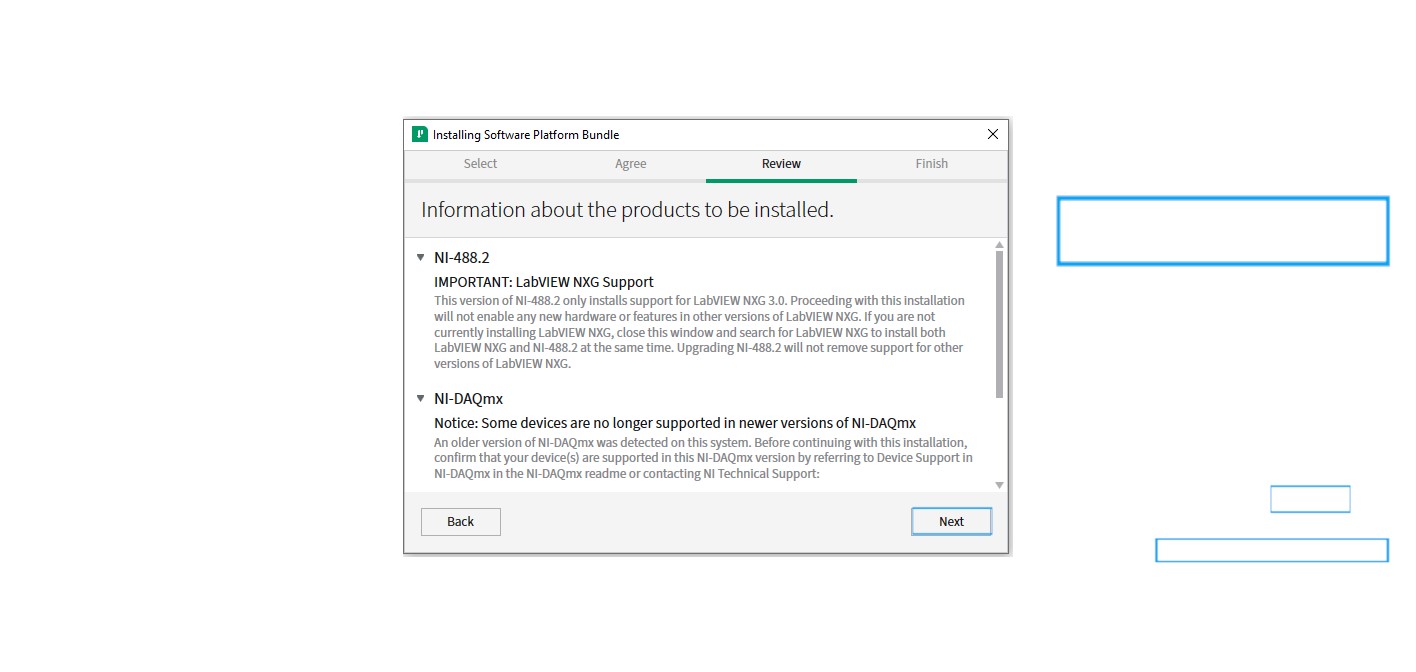 Installing Software Platform Bundle
Select Agree Review Finish
Information about the products to be installed.
NI-488.2
IMPORTANT: LabVIEW NXG Support
This version of NI-488.2 only installs support for LabVIEW NXG 3.0. Proceeding with this installation
will not enable any new hardware or features in other versions of LabVIEW NXG. If you are not
currently installing LabVIEW NXG, close this window and search for LabVIEW NXG to install both
LabVIEW NXG and NI-488.2 at the same time. Upgrading NI-488.2 will not remove support for other
versions of LabVIEW NXG.
NI-DAQmx
Notice: Some devices are no longer supported in newer versions of NI-DAQmx
An older version of NI-DAQmx was detected on this system. Before continuing with this installation,
confirm that your device(s) are supported in this NI-DAQmx version by referring to Device Support in
NI-DAQmx in the NI-DAQmx readme or contacting NI Technical Support:
Back Next